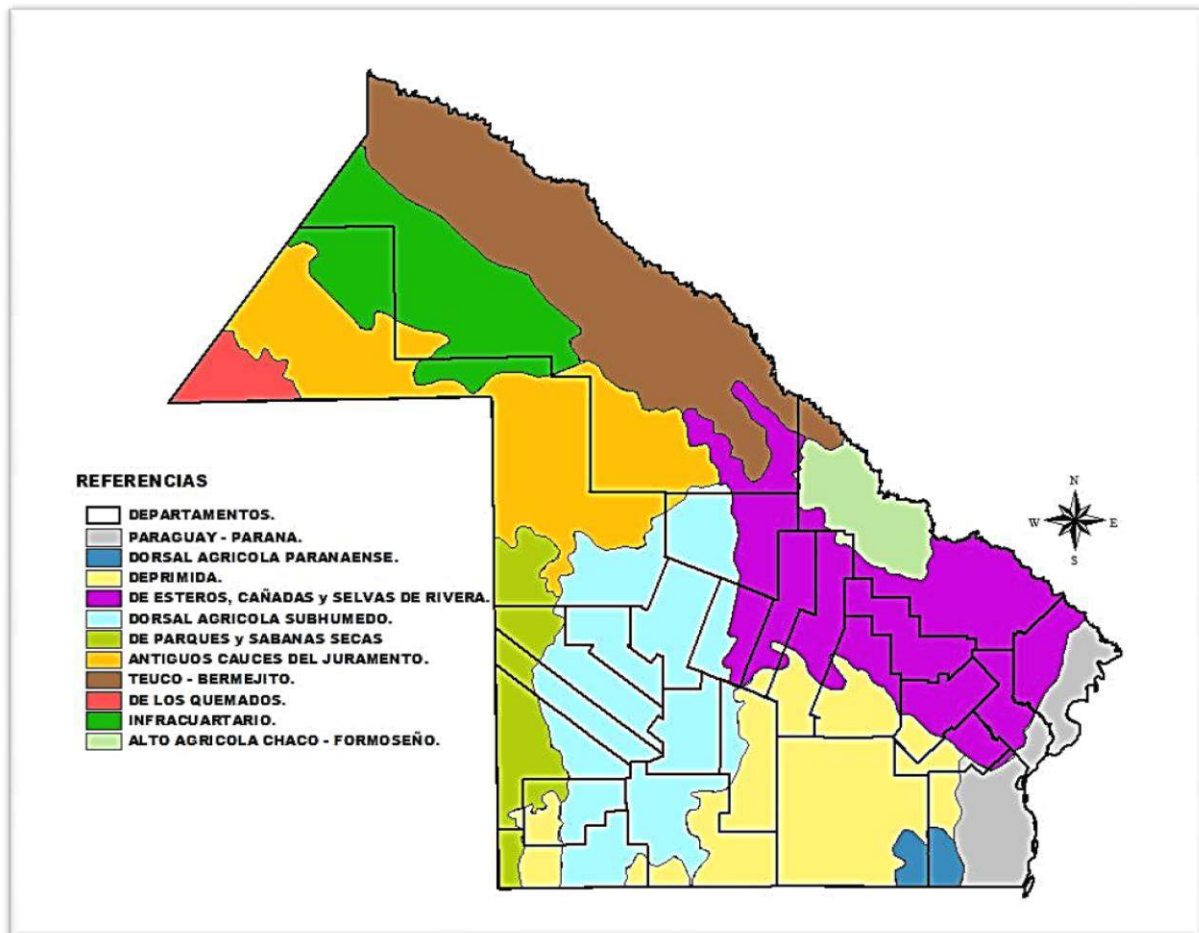 REFERENCIAS
DEPARTAMENTOS.
PARAGUAY - PARANA.
DORSAL AGRICOLA PARANAENSE.
DEPRIMIDA.
DE ESTEROS, CAÑADAS y SELVAS DE RIVERA.
DORSAL AGRICOLA SUBHUMEDO.
DE PARQUES y SABANAS SECAS
ANTIGUOS CAUCES DEL JURAMENTO.
TEUCO - BERMEJITO.
DE LOS QUEMADOS.
INFRACUARTARIO.
ALTO AGRICOLA CHACO - FORMOSEÑO.
N
W E
S